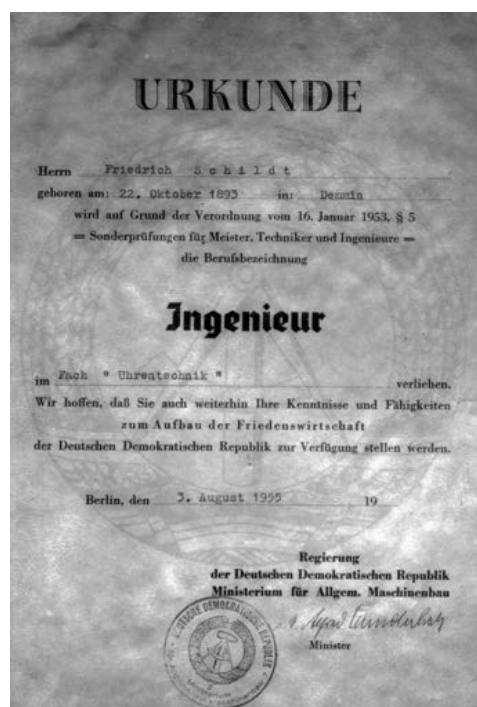 URKUNDE
Herrn Friedrich Schildt
geboren am: 22. Oktober 1893 in: Demmin
wird auf Grund der Verordnung vom 16. Januar 1953, § 5
= Sonderprüfungen für Meister, Techniker und Ingenieure =
die Berufsbezeichnung
Ingenieur
im Fach " Uhrentechnik " verliehen.
Wir hoffen, daß Sie auch weiterhin Ihre Kenntnisse und Fähigkeiten
zum Aufbau der Friedenswirtschaft
der Deutschen Demokratischen Republik zur Verfügung stellen werden.
Berlin, den 3. August 1955 19
Regierung
der Deutschen Demokratischen Republik
Ministerium für Allgem. Maschinenbau
Minister
DEUTSCHE DEMOKRATISCHE REPUBLIK